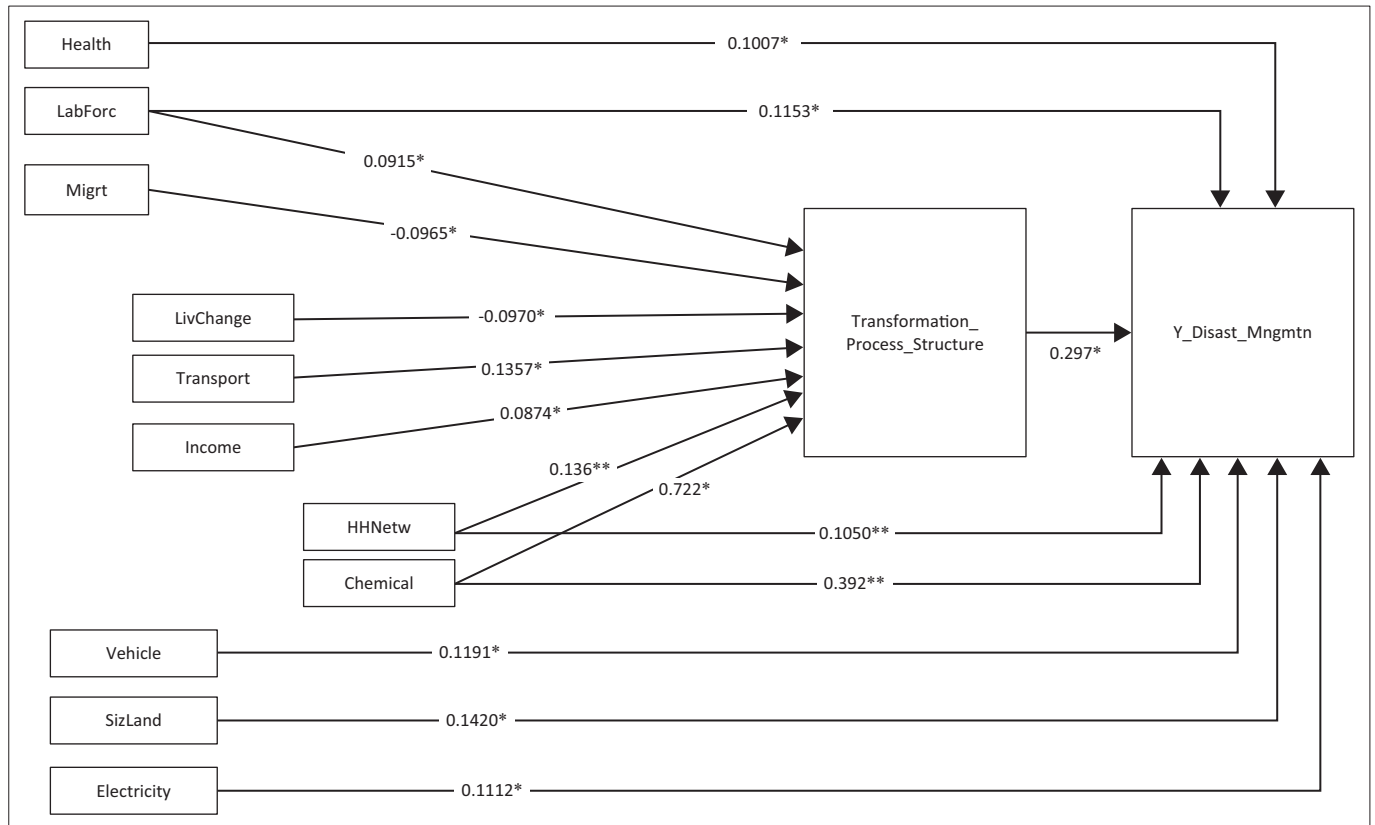 Health
0.1007*
LabForc
0.1153*
0.0915*
Migrt
-0.0965*
LivChange
-0.0970*
Transformation_
Process_Structure
Y_Disast_Mngmtn
0.297*
Transport
0.1357*
0.0874*
Income
0.136**
0.722*
HHNetw
0.1050**
Chemical
0.392**
Vehicle
0.1191*
SizLand
0.1420*
Electricity
0.1112*